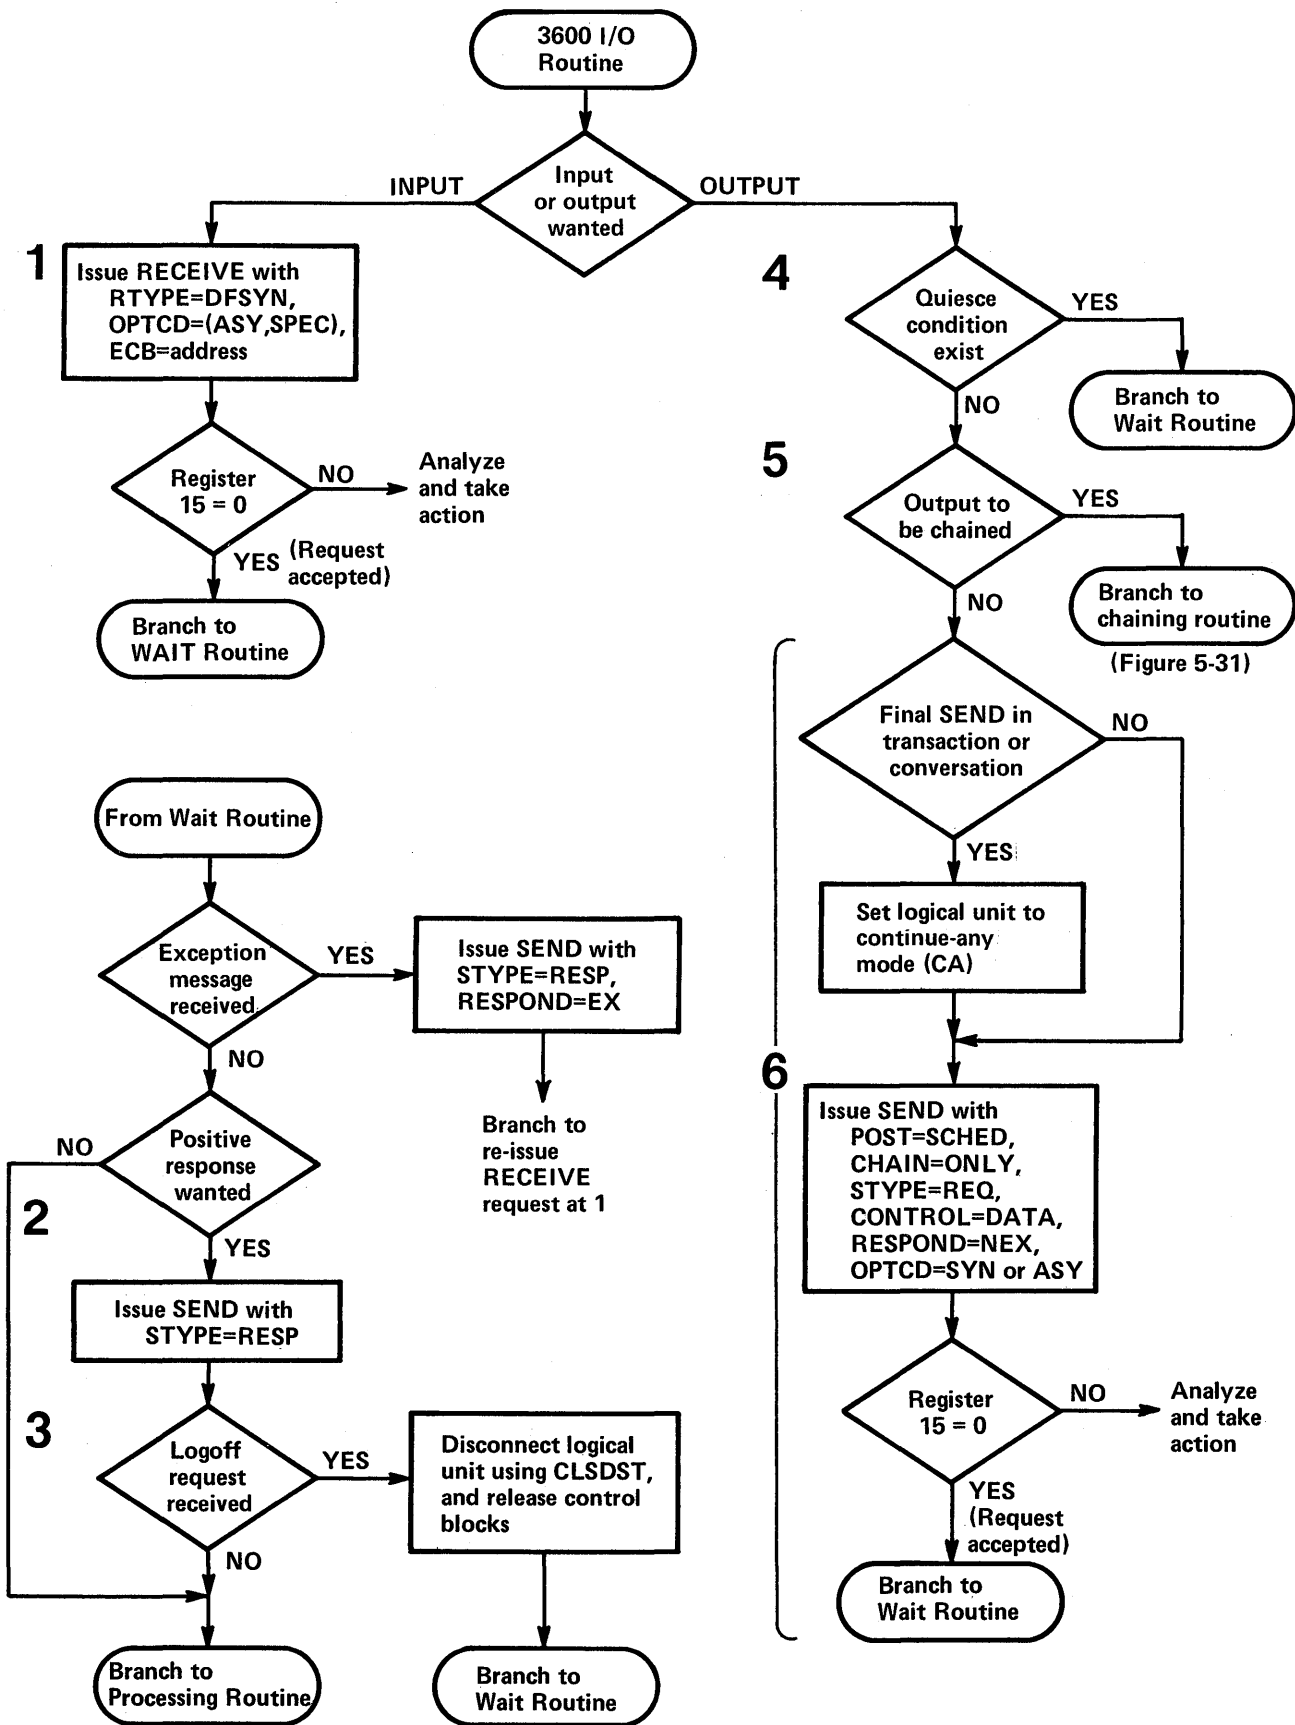 3600 I/O
Routine
Input
or output
wanted
INPUT
OUTPUT
1
Issue RECEIVE with
RTYPE=DFSYN,
OPTCD=(ASY,SPEC),
ECB=address
Register
15 = 0
NO
Analyze
and take
action
YES (Request
accepted)
Branch to
WAIT Routine
4
Quiesce
condition
exist
YES
Branch to
Wait Routine
NO
5
Output to
be chained
YES
Branch to
chaining routine
(Figure 5-31)
NO
Final SEND in
transaction or
conversation
NO
YES
Set logical unit to
continue-any
mode (CA)
6
Issue SEND with
POST=SCHED,
CHAIN=ONLY,
STYPE=REQ,
CONTROL=DATA,
RESPOND=NEX,
OPTCD=SYN or ASY
Register
15 = 0
NO
Analyze
and take
action
YES
(Request
accepted)
Branch to
Wait Routine
From Wait Routine
Exception
message
received
YES
Issue SEND with
STYPE=RESP,
RESPOND=EX
Branch to
re-issue
RECEIVE
request at 1
NO
Positive
response
wanted
NO
2
YES
Issue SEND with
STYPE=RESP
3
Logoff
request
received
YES
Disconnect logical
unit using CLSDST,
and release control
blocks
Branch to
Wait Routine
NO
Branch to
Processing Routine